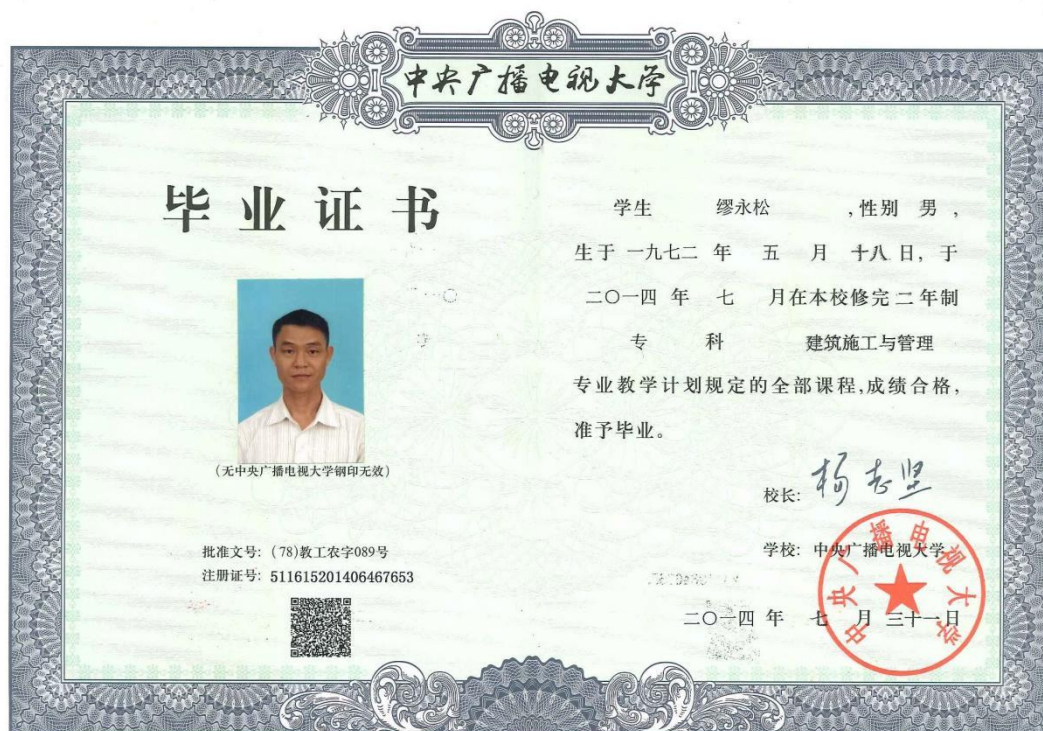 中央广播电视大学
毕业证书
(无中央广播电视大学钢印无效)
批准文号: (78)教工农字089号
注册证号: 511615201406467653
学生 缪永松 ,性别 男 ,
生于 一九七二 年 五 月 十八 日, 于
二〇一四 年 七 月在本校修完 二 年制
专 科 建筑施工与管理
专业教学计划规定的全部课程,成绩合格,
准予毕业。
校长: 杨志坚
学校: 中央广播电视大学
二〇一四 年 七 月 三十一日
中央广播电视大学